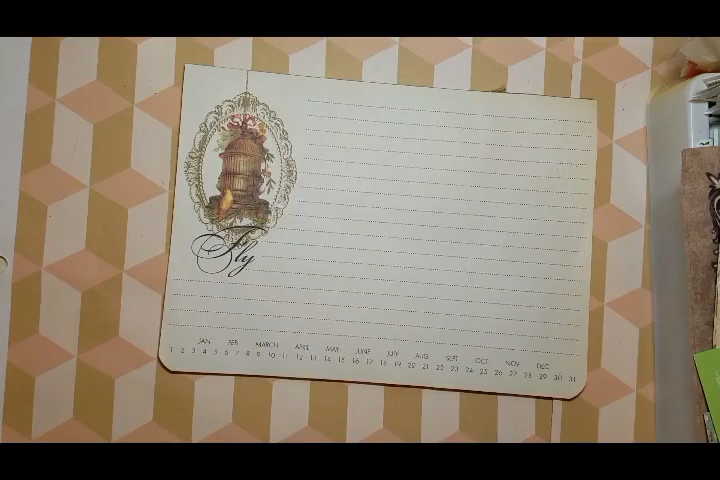 Fly
JAN FEB MARCH APRIL MAY JUNE JULY AUG SEPT OCT NOV DEC
1 2 3 4 5 6 7 8 9 10 11 12 13 14 15 16 17 18 19 20 21 22 23 24 25 26 27 28 29 30 31